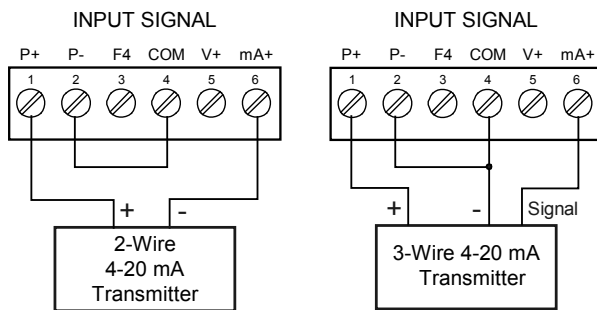 INPUT SIGNAL
P+ P- F4 COM V+ mA+
1 2 3 4 5 6
+ -
2-Wire
4-20 mA
Transmitter
INPUT SIGNAL
P+ P- F4 COM V+ mA+
1 2 3 4 5 6
+ - Signal
3-Wire 4-20 mA
Transmitter